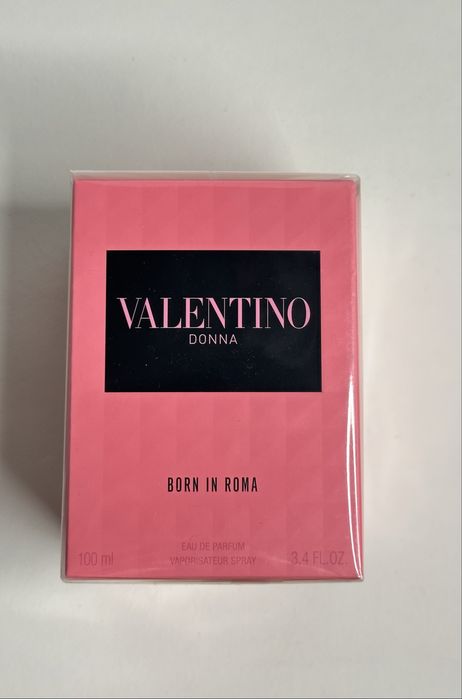 VALENTINO
DONNA
BORN IN ROMA
EAU DE PARFUM
100 ml VAPORISATEUR SPRAY 3.4 FL.OZ.